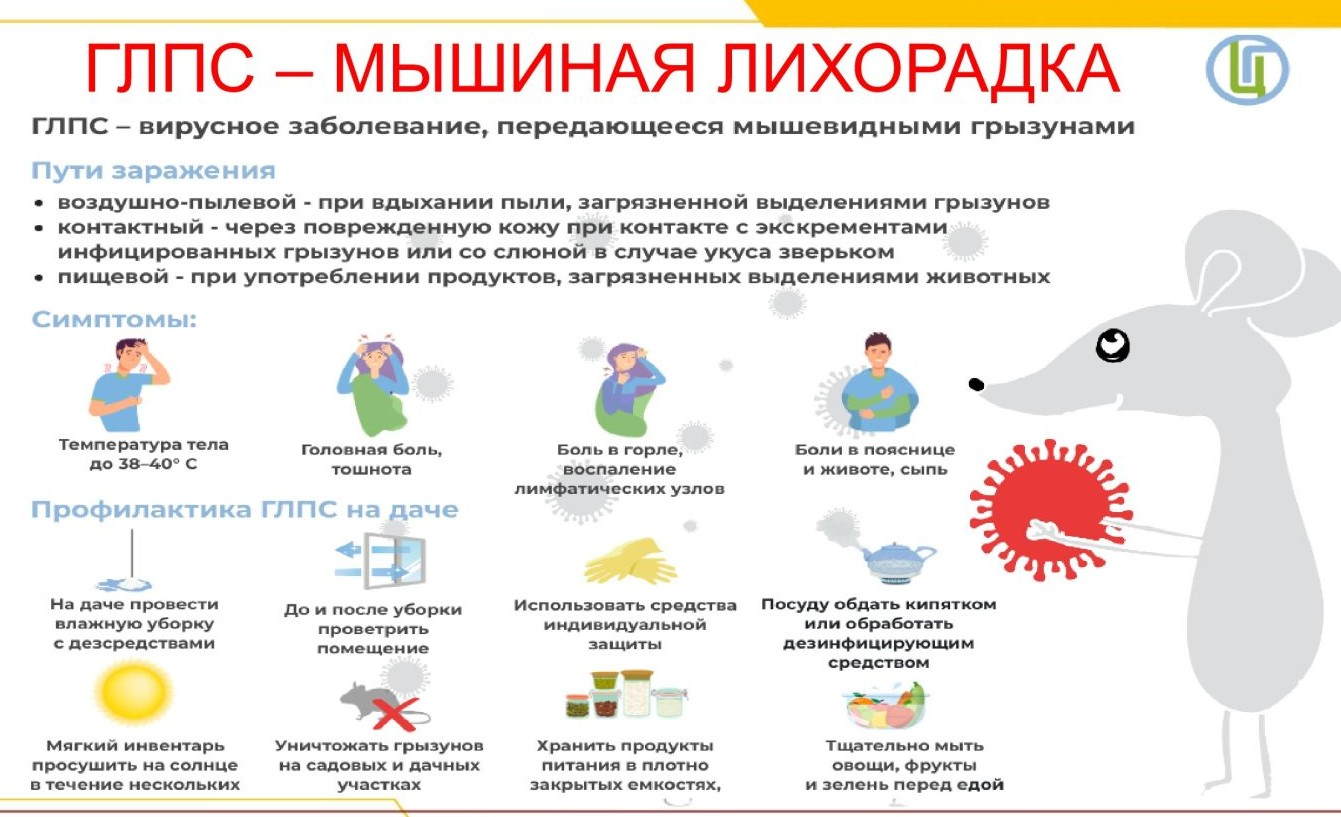 ГЛПС – МЫШИНАЯ ЛИХОРАДКА
ГЛПС – вирусное заболевание, передающееся мышевидными грызунами
Пути заражения
• воздушно-пылевой - при вдыхании пыли, загрязненной выделениями грызунов
• контактный - через поврежденную кожу при контакте с экскрементами
инфицированных грызунов или со слюной в случае укуса зверьком
• пищевой - при употреблении продуктов, загрязненных выделениями животных
Симптомы:
Температура тела
до 38–40° С
Головная боль,
тошнота
Боль в горле,
воспаление
лимфатических узлов
Боли в пояснице
и животе, сыпь
Профилактика ГЛПС на даче
На даче провести
влажную уборку
с дезсредствами
До и после уборки
проветрить
помещение
Использовать средства
индивидуальной
защиты
Посуду обдать кипятком
или обработать
дезинфицирующим
средством
Мягкий инвентарь
просушить на солнце
в течение нескольких
Уничтожать грызунов
на садовых и дачных
участках
Хранить продукты
питания в плотно
закрытых емкостях,
Тщательно мыть
овощи, фрукты
и зелень перед едой